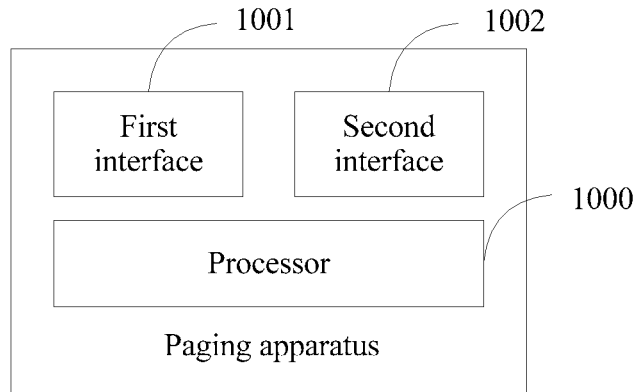 1001
1002
First
interface
Second
interface
1000
Processor
Paging apparatus